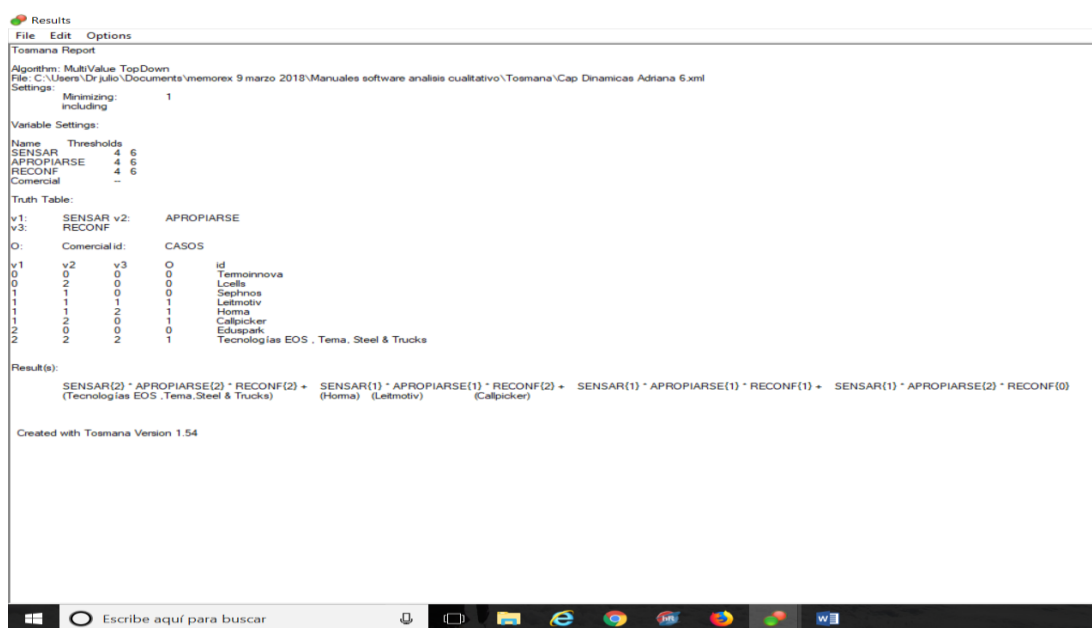 Results
File Edit Options
Tosmana Report
Algorithm: MultiValue TopDown
File: C:\Users\Dr julio\Documents\memorex 9 marzo 2018\Manuales software analisis cualitativo\Tosmana\Cap Dinamicas Adriana 6.xml
Settings:
Minimizing: 1
including
Variable Settings:
Name Thresholds
SENSAR 4 6
APROPIARSE 4 6
RECONF 4 6
Comercial --
Truth Table:
v1: SENSAR v2: APROPIARSE
v3: RECONF
O: Comercial id: CASOS
v1 v2 v3 O id
0 0 0 0 Termoinnova
0 2 0 0 Lcells
1 1 0 0 Sephnos
1 1 1 1 Leitmotiv
1 1 2 1 Horma
1 2 0 1 Callpicker
2 0 0 0 Eduspark
2 2 2 1 Tecnologías EOS , Tema, Steel & Trucks
Result(s):
SENSAR{2} * APROPIARSE{2} * RECONF{2} + SENSAR{1} * APROPIARSE{1} * RECONF{2} + SENSAR{1} * APROPIARSE{1} * RECONF{1} + SENSAR{1} * APROPIARSE{2} * RECONF{0}
(Tecnologías EOS ,Tema,Steel & Trucks) (Horma) (Leitmotiv) (Callpicker)
Created with Tosmana Version 1.54
Escribe aquí para buscar